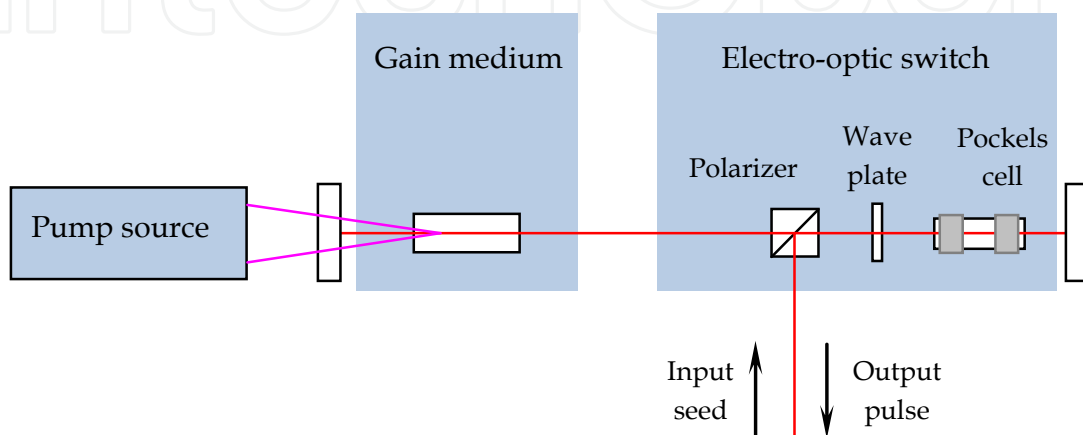 Gain medium
Electro-optic switch
Polarizer
Wave
plate
Pockels
cell
Pump source
Input
seed
Output
pulse